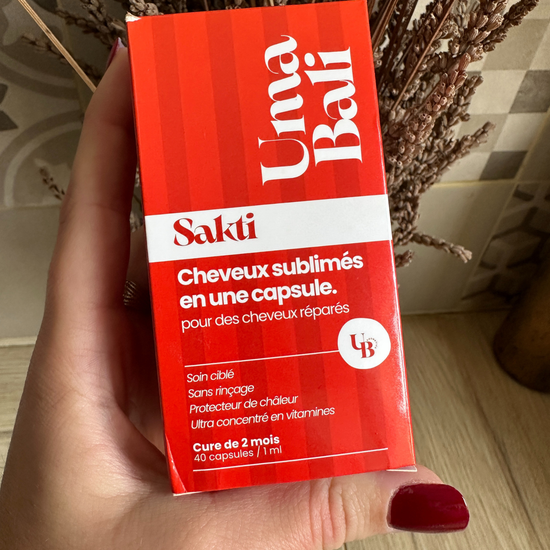 Uma
Bali
Sakti
Cheveux sublimés
en une capsule.
pour des cheveux réparés
UB
Soin ciblé
Sans rinçage
Protecteur de châleur
Ultra concentré en vitamines
Cure de 2 mois
40 capsules / 1 ml